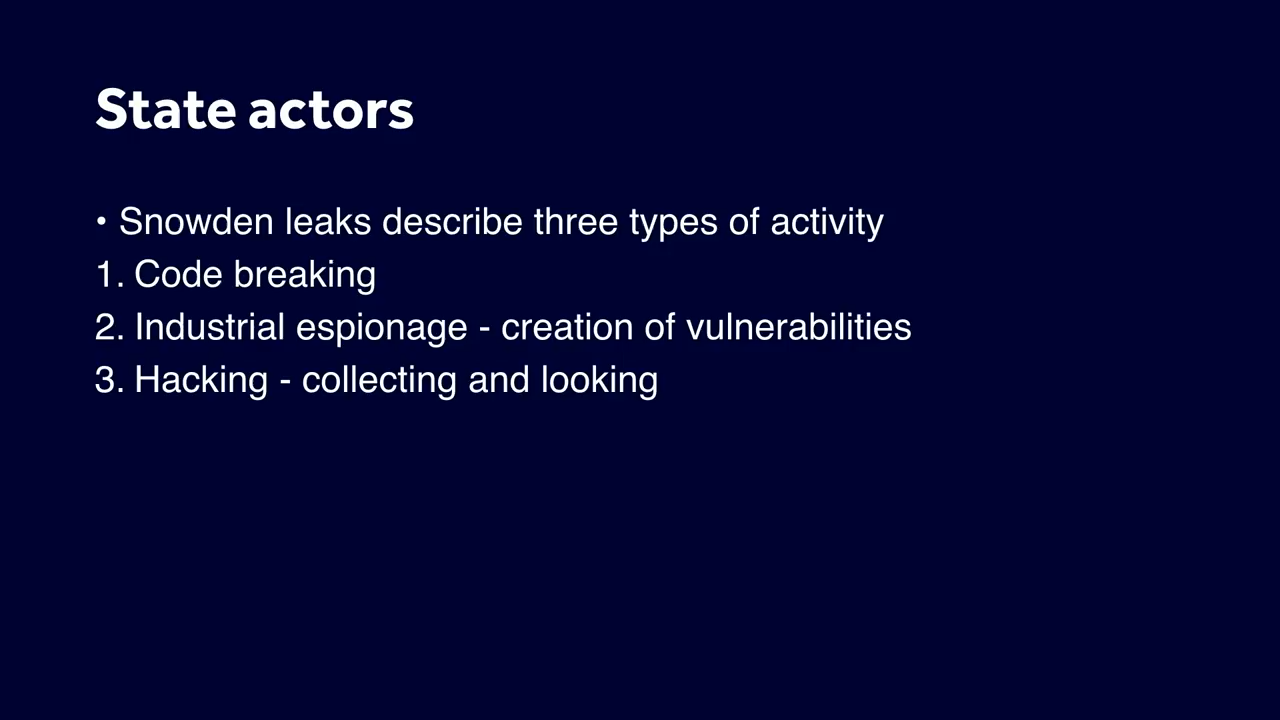 State actors
• Snowden leaks describe three types of activity
1. Code breaking
2. Industrial espionage - creation of vulnerabilities
3. Hacking - collecting and looking